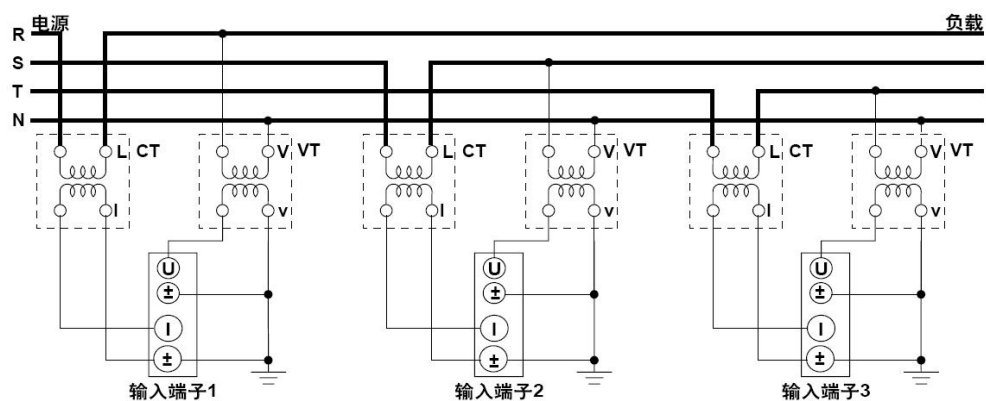 电源 负载
R
S
T
N
L CT V VT L CT V VT L CT V VT
l v l v l v
U U U
± ± ±
I I I
± ± ±
输入端子1 输入端子2 输入端子3